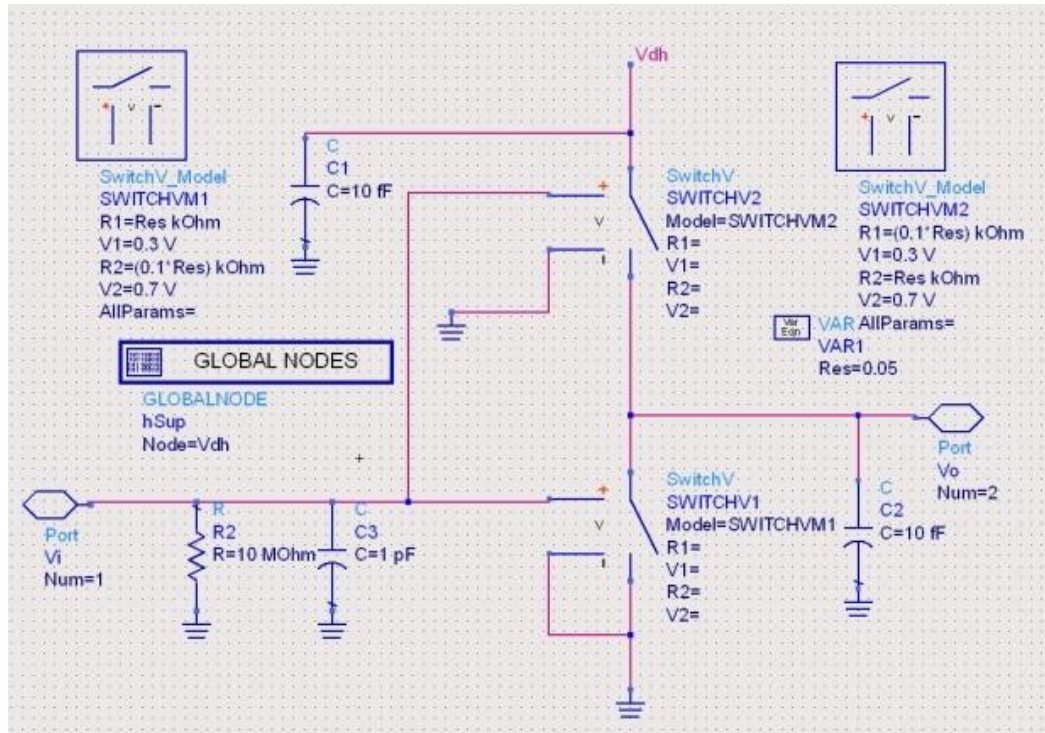 Vdh
SwitchV_Model
SWITCHVM1
R1=Res kOhm
V1=0.3 V
R2=(0.1*Res) kOhm
V2=0.7 V
AllParams=
+ v -
C
C1
C=10 fF
+
v
SwitchV
SWITCHV2
Model=SWITCHVM2
R1=
V1=
R2=
V2=
+ v -
SwitchV_Model
SWITCHVM2
R1=(0.1*Res) kOhm
V1=0.3 V
R2=Res kOhm
V2=0.7 V
AllParams=
Var
Eqn
VAR
VAR1
Res=0.05
GLOBAL NODES
GLOBALNODE
hSup
Node=Vdh
Port
Vi
Num=1
R
R2
R=10 MOhm
C
C3
C=1 pF
+
v
SwitchV
SWITCHV1
Model=SWITCHVM1
R1=
V1=
R2=
V2=
C
C2
C=10 fF
Port
Vo
Num=2